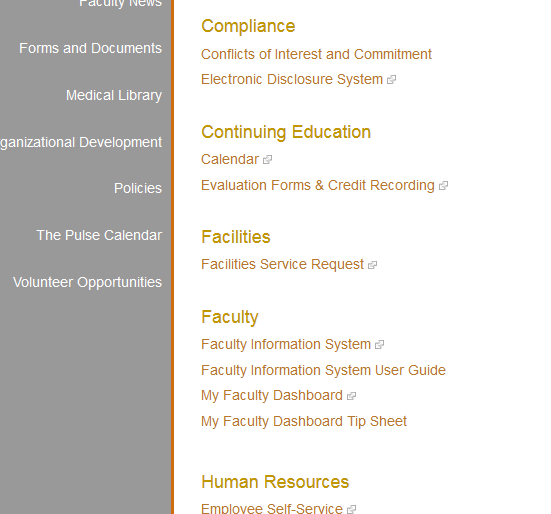 Faculty News
Forms and Documents
Medical Library
ganizational Development
Policies
The Pulse Calendar
Volunteer Opportunities
Compliance
Conflicts of Interest and Commitment
Electronic Disclosure System
Continuing Education
Calendar
Evaluation Forms & Credit Recording
Facilities
Facilities Service Request
Faculty
Faculty Information System
Faculty Information System User Guide
My Faculty Dashboard
My Faculty Dashboard Tip Sheet
Human Resources
Employee Self-Service